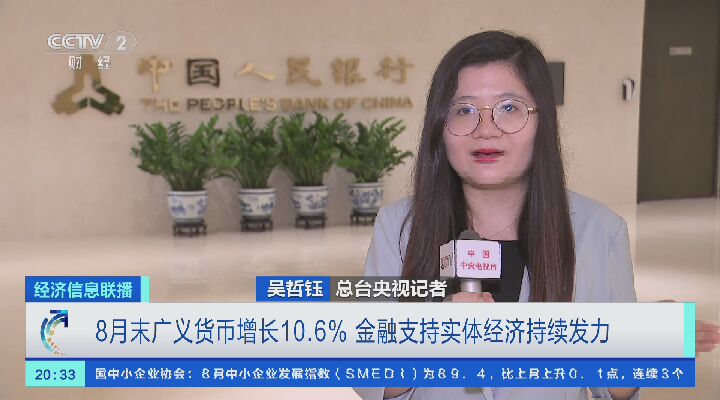 CCTV 2
财经
中国人民银行
THE PEOPLE'S BANK OF CHINA
中国
中央电视台
吴哲钰 总台央视记者
经济信息联播
8月末广义货币增长10.6% 金融支持实体经济持续发力
20:33 国中小企业协会：8月中小企业发展指数（SMEDI）为89．4，比上月上升0．1点，连续3个